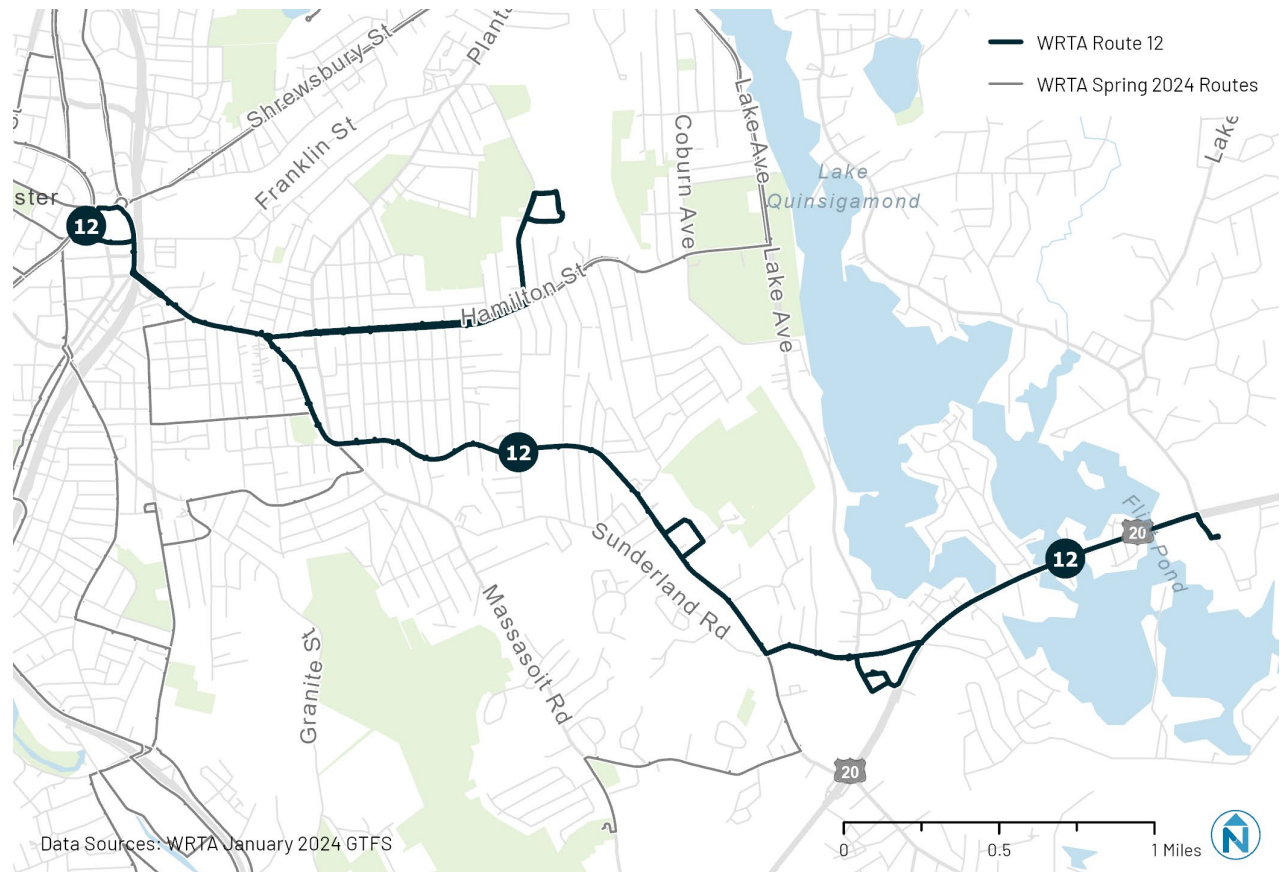 WRTA Route 12
WRTA Spring 2024 Routes
Shrewsbury St
Planta
Franklin St
Lake Ave
Coburn Ave
Lake
Lake
Quinsigamond
ster
12
Hamilton St
Lake Ave
12
Flint Pond
20
12
Sunderland Rd
Massasoit Rd
Granite St
20
Data Sources: WRTA January 2024 GTFS
0 0.5 1 Miles
N